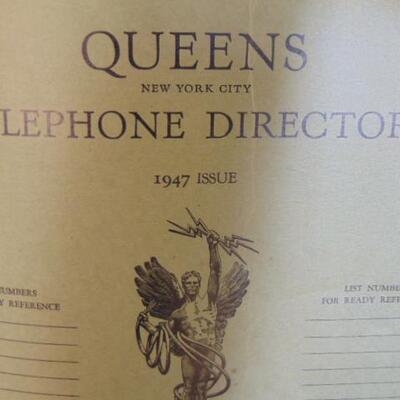 QUEENS
NEW YORK CITY
LEPHONE DIRECTOR
1947 ISSUE
UMBERS
Y REFERENCE
LIST NUMBE
FOR READY REFE